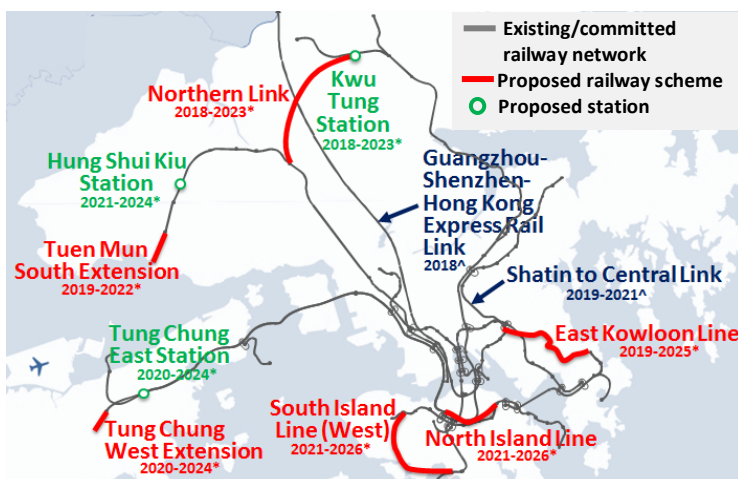 Existing/committed
railway network
Proposed railway scheme
Proposed station
Northern Link
2018-2023*
Kwu
Tung
Station
2018-2023*
Hung Shui Kiu
Station
2021-2024*
Guangzhou-
Shenzhen-
Hong Kong
Express Rail
Link
2018^
Tuen Mun
South Extension
2019-2022*
Shatin to Central Link
2019-2021^
Tung Chung
East Station
2020-2024*
East Kowloon Line
2019-2025*
South Island
Line (West)
2021-2026*
Tung Chung
West Extension
2020-2024*
North Island Line
2021-2026*